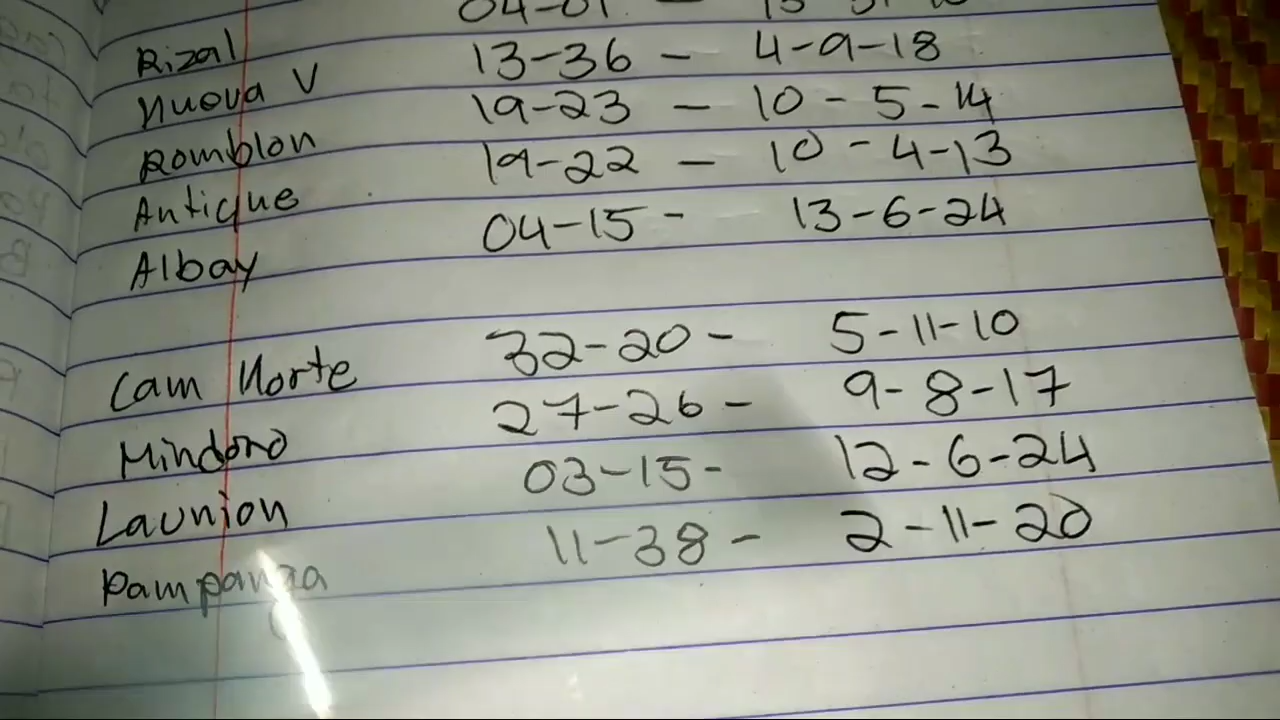 Rizal 04-01 -
Nuova V 13-36 - 4-9-18
Romblon 19-23 - 10-5-14
Antique 19-22 - 10-4-13
Albay 04-15 - 13-6-24
Cam Norte 32-20 - 5-11-10
Mindoro 27-26 - 9-8-17
Launion 03-15 - 12-6-24
Pampanga 11-38 - 2-11-20